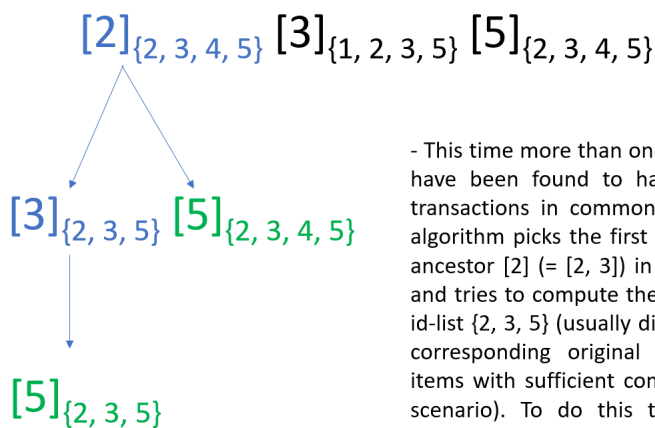 [2]{2, 3, 4, 5} [3]{1, 2, 3, 5} [5]{2, 3, 4, 5}
[3]{2, 3, 5} [5]{2, 3, 4, 5}
[5]{2, 3, 5}
- This time more than on
have been found to ha
transactions in common
algorithm picks the first
ancestor [2] (= [2, 3]) in
and tries to compute the
id-list {2, 3, 5} (usually di
corresponding original
items with sufficient con
scenario). To do this t